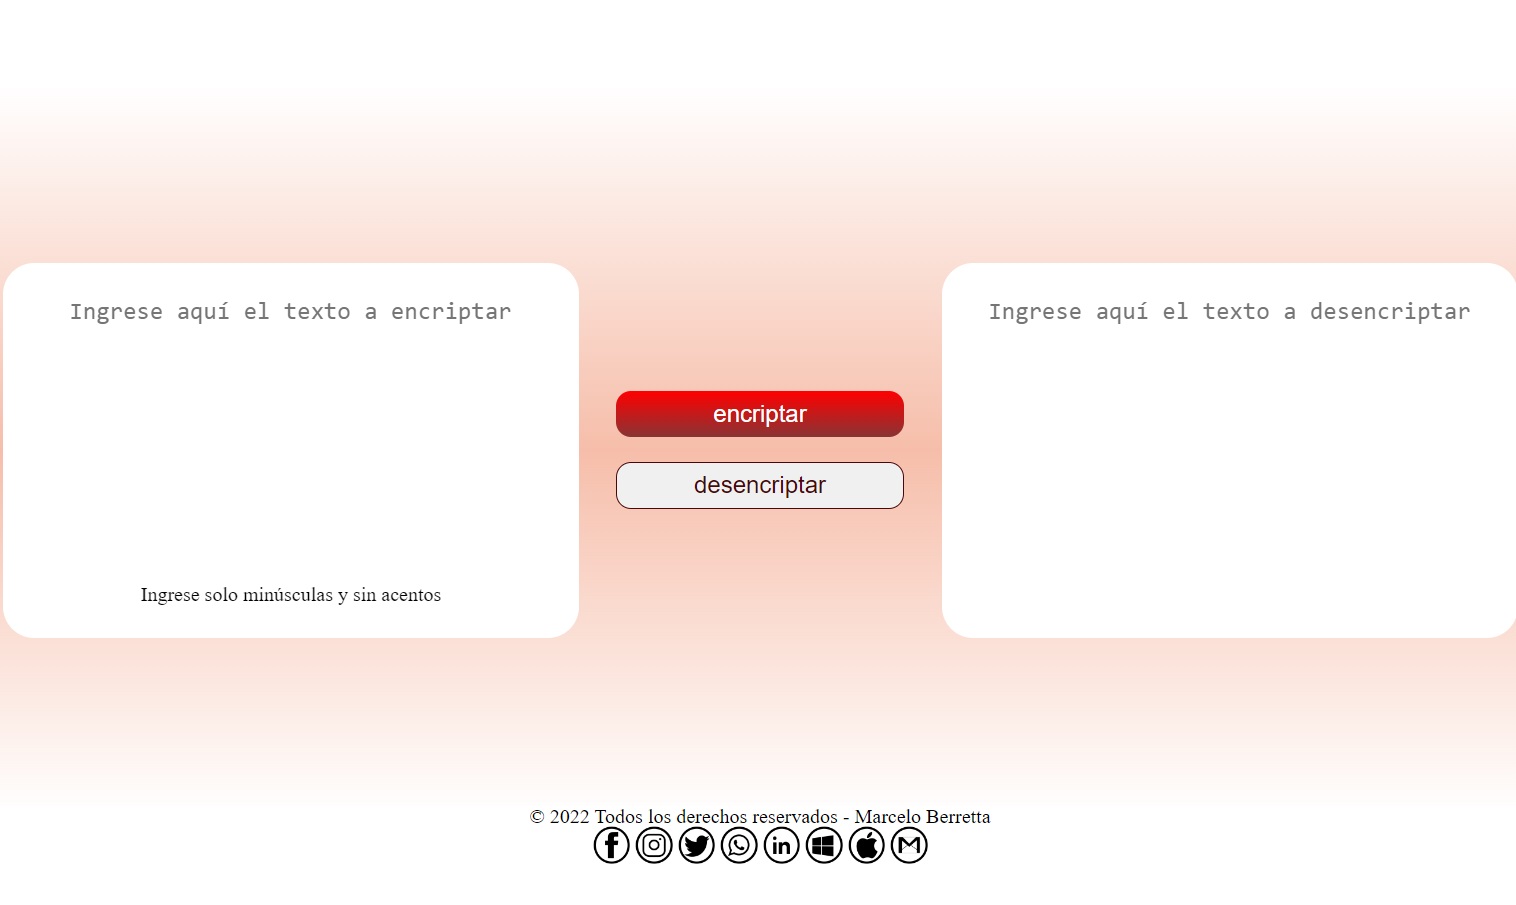 Ingrese aquí el texto a encriptar
Ingrese solo minúsculas y sin acentos
encriptar
desencriptar
Ingrese aquí el texto a desencriptar
© 2022 Todos los derechos reservados - Marcelo Berretta